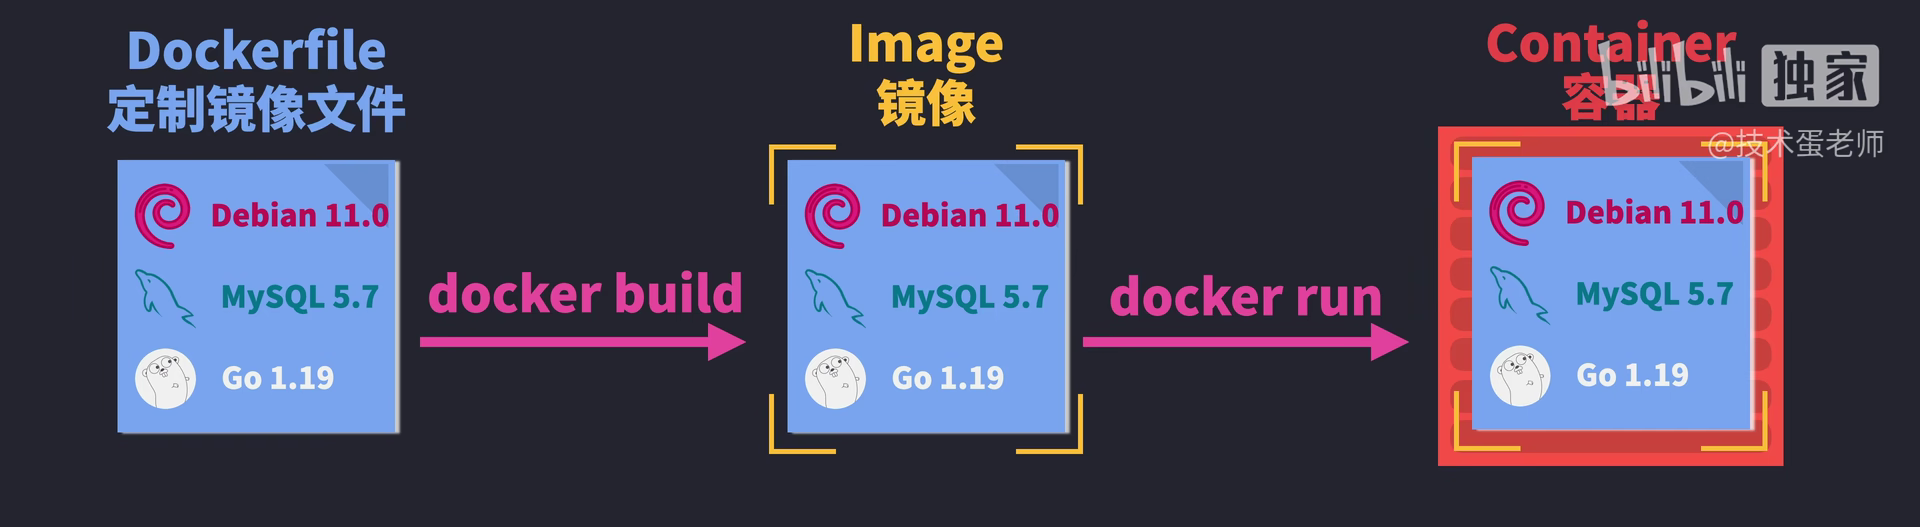 Dockerfile
定制镜像文件
Debian 11.0
MySQL 5.7
Go 1.19
docker build
Image
镜像
Debian 11.0
MySQL 5.7
Go 1.19
docker run
Container
容器
bilibili 独家
@技术蛋老师
Debian 11.0
MySQL 5.7
Go 1.19